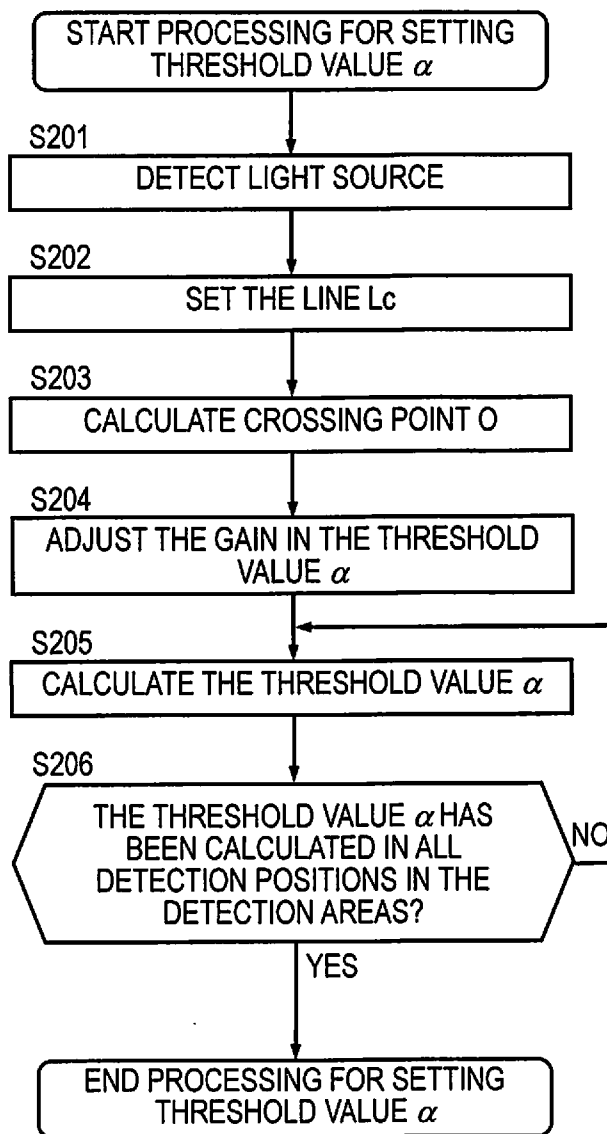 START PROCESSING FOR SETTING
THRESHOLD VALUE α
S201
DETECT LIGHT SOURCE
S202
SET THE LINE Lc
S203
CALCULATE CROSSING POINT O
S204
ADJUST THE GAIN IN THE THRESHOLD
VALUE α
S205
CALCULATE THE THRESHOLD VALUE α
S206
THE THRESHOLD VALUE α HAS
BEEN CALCULATED IN ALL
DETECTION POSITIONS IN THE
DETECTION AREAS?
NO
YES
END PROCESSING FOR SETTING
THRESHOLD VALUE α